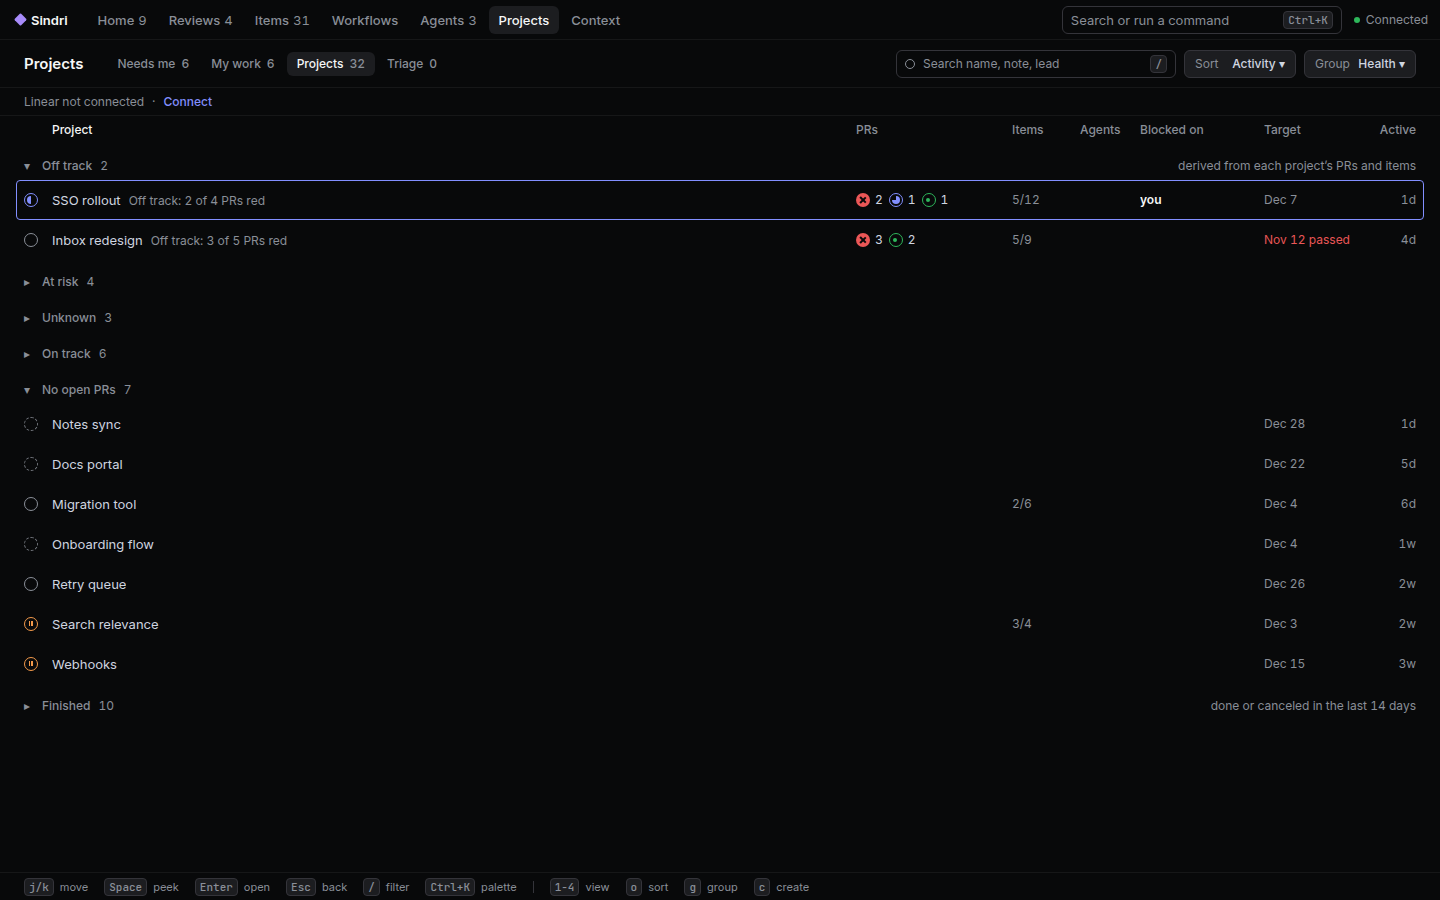 Sindri Home 9 Reviews 4 Items 31 Workflows Agents 3 Projects Context Search or run a command Ctrl+K Connected
Projects Needs me 6 My work 6 Projects 32 Triage 0 Search name, note, lead / Sort Activity ▾ Group Health ▾
Linear not connected · Connect
Project PRs Items Agents Blocked on Target Active
▾ Off track 2 derived from each project's PRs and items
SSO rollout Off track: 2 of 4 PRs red 2 1 1 5/12 you Dec 7 1d
Inbox redesign Off track: 3 of 5 PRs red 3 2 5/9 Nov 12 passed 4d
▸ At risk 4
▸ Unknown 3
▸ On track 6
▾ No open PRs 7
Notes sync Dec 28 1d
Docs portal Dec 22 5d
Migration tool 2/6 Dec 4 6d
Onboarding flow Dec 4 1w
Retry queue Dec 26 2w
Search relevance 3/4 Dec 3 2w
Webhooks Dec 15 3w
▸ Finished 10 done or canceled in the last 14 days
j/k move Space peek Enter open Esc back / filter Ctrl+K palette 1-4 view o sort g group c create